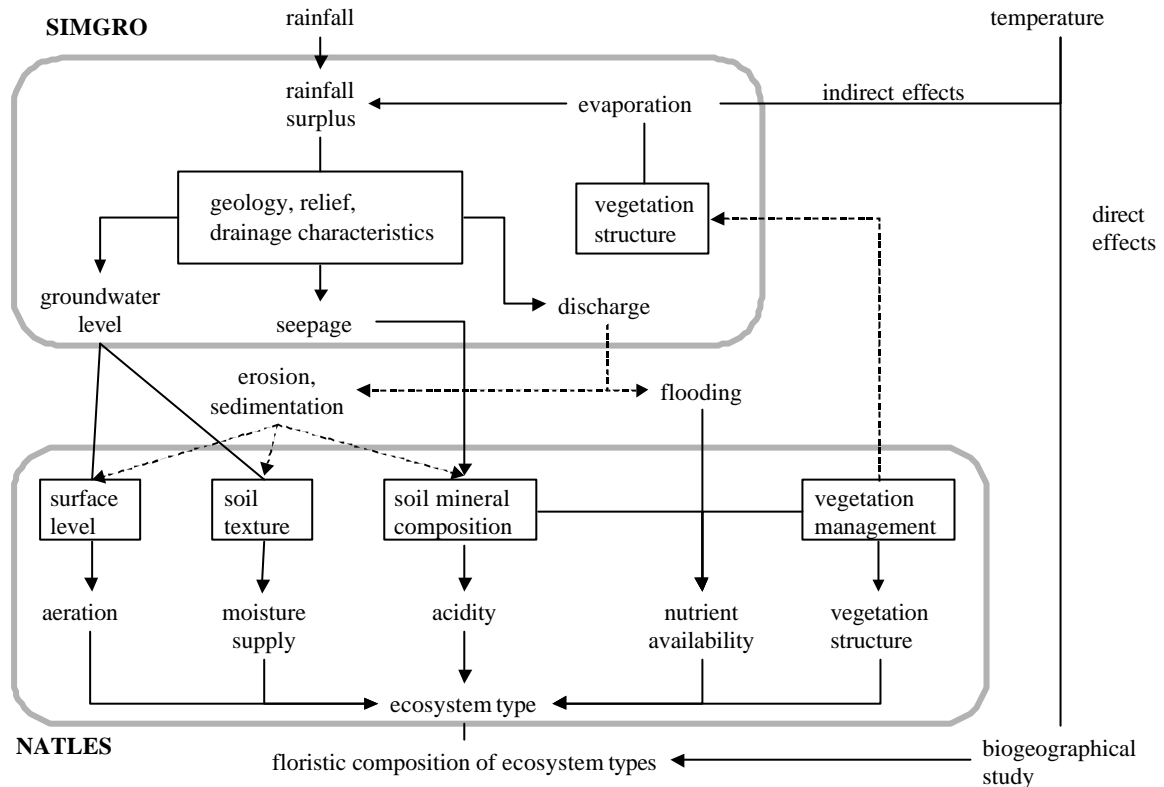 SIMGRO
rainfall
temperature
rainfall
surplus
evaporation
indirect effects
geology, relief,
drainage characteristics
vegetation
structure
direct
effects
groundwater
level
seepage
discharge
erosion,
sedimentation
flooding
surface
level
soil
texture
soil mineral
composition
vegetation
management
aeration
moisture
supply
acidity
nutrient
availability
vegetation
structure
ecosystem type
NATLES
floristic composition of ecosystem types
biogeographical
study